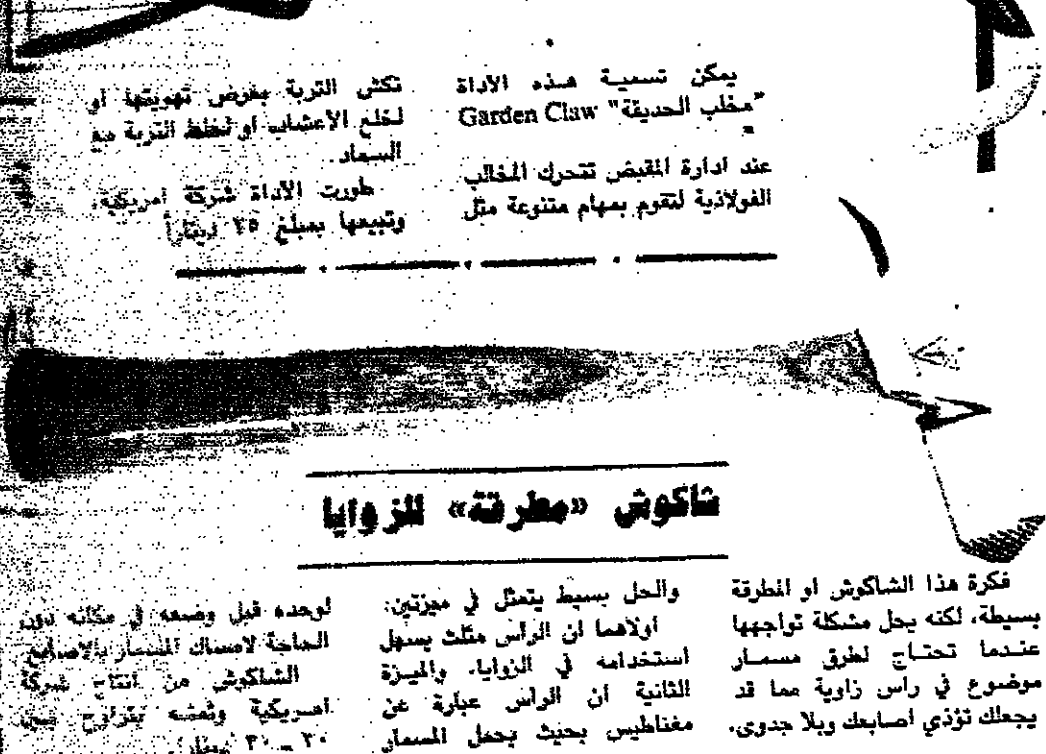 يمكن تسمية هذه الاداة
"مخلب الحديقة" Garden Claw
عند ادارة المقبض تتحرك المخالب
الفولاذية لتقوم بمهام متنوعة مثل
نكش التربة بغرض تهويتها او
لخلع الاعشاب او لخلط التربة مع
السماد.
طورت الاداة شركة امريكية،
وتبيعها بمبلغ ٢٥ ديناراً
شاكوش «مطرقة» للزوايا
فكرة هذا الشاكوش او المطرقة
بسيطة، لكنه يحل مشكلة تواجهها
عندما تحتاج لطرق مسمار
موضوع في راس زاوية مما قد
يجعلك تؤذي اصابعك وبلا جدوى.
والحل بسيط يتمثل في ميزتين:
اولاهما ان الراس مثلث يسهل
استخدامه في الزوايا. والميزة
الثانية ان الراس عبارة عن
مغناطيس بحيث يحمل المسمار
لوحده قبل وضعه في مكانه دون
الحاجة لامساك المسمار بالاصابع
الشاكوش من انتاج شركة
امريكية وثمنه يتراوح بين
٢٠ - ٣٠ دينار.